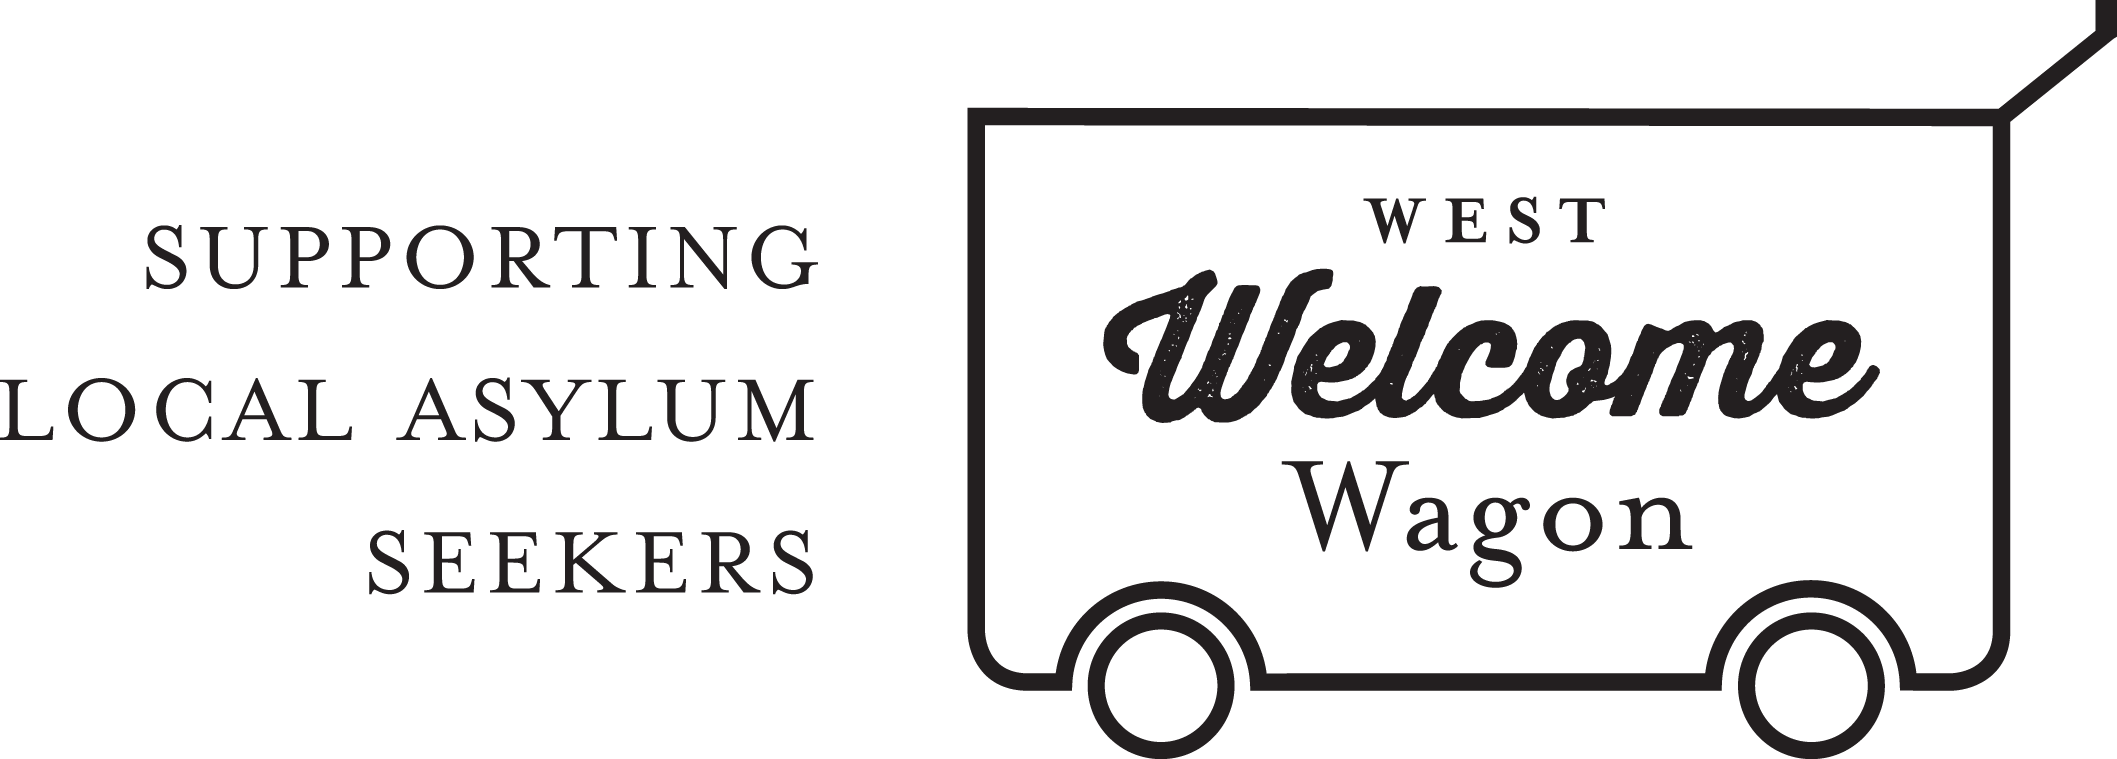 SUPPORTING
LOCAL ASYLUM
SEEKERS
WEST
Welcome
Wagon